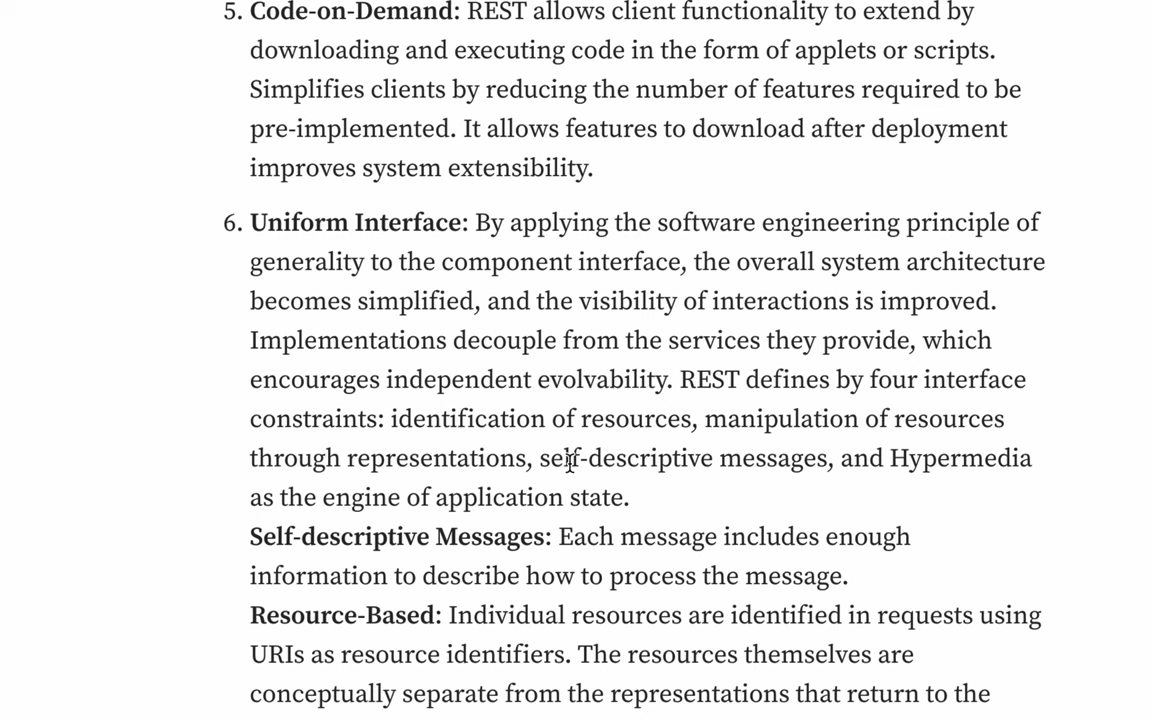 5. Code-on-Demand: REST allows client functionality to extend by
downloading and executing code in the form of applets or scripts.
Simplifies clients by reducing the number of features required to be
pre-implemented. It allows features to download after deployment
improves system extensibility.
6. Uniform Interface: By applying the software engineering principle of
generality to the component interface, the overall system architecture
becomes simplified, and the visibility of interactions is improved.
Implementations decouple from the services they provide, which
encourages independent evolvability. REST defines by four interface
constraints: identification of resources, manipulation of resources
through representations, self-descriptive messages, and Hypermedia
as the engine of application state.
Self-descriptive Messages: Each message includes enough
information to describe how to process the message.
Resource-Based: Individual resources are identified in requests using
URIs as resource identifiers. The resources themselves are
conceptually separate from the representations that return to the